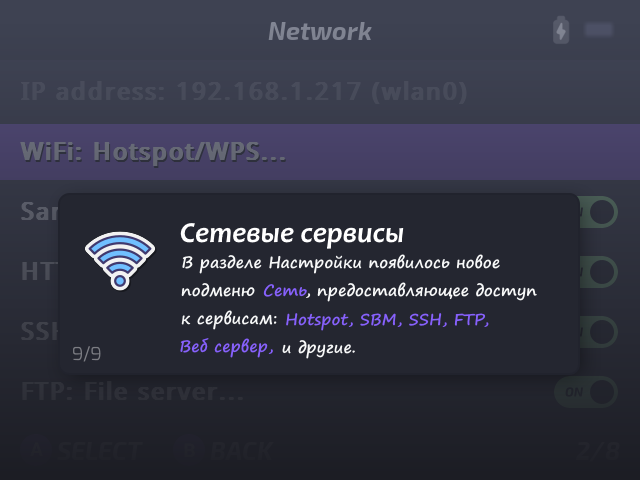 Network
IP address: 192.168.1.217 (wlan0)
WiFi: Hotspot/WPS...
Сетевые сервисы
В разделе Настройки появилось новое
подменю Сеть, предоставляющее доступ
к сервисам: Hotspot, SBM, SSH, FTP,
Веб сервер, и другие.
9/9
FTP: File server...
ON
SELECT
BACK
2/8